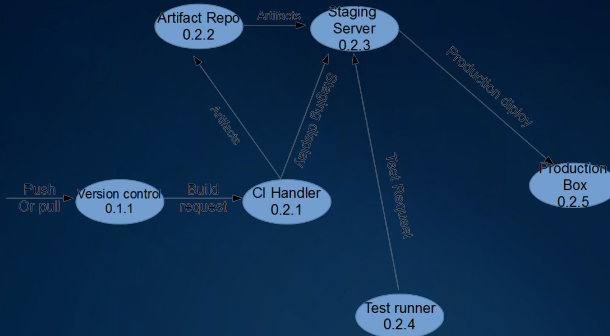 Artifact Repo
0.2.2
Artifacts
Staging
Server
0.2.3
Production diploy
Artifacts
Staging display
Test Request
Production
Box
0.2.5
Push
Or pull
Version control
0.1.1
Build
request
CI Handler
0.2.1
Test runner
0.2.4